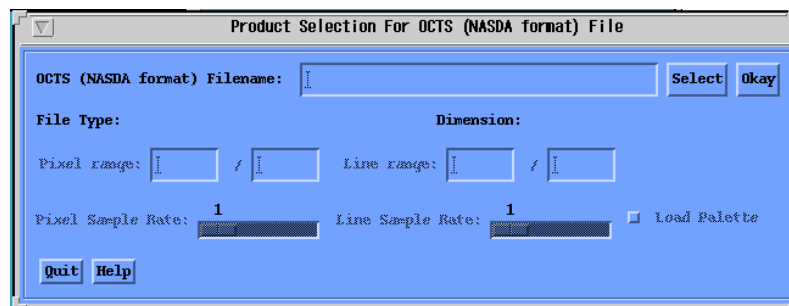 Product Selection For OCTS (NASDA format) File
OCTS (NASDA format) Filename: Select Okay
File Type: Dimension:
Pixel range: / Line range: /
Pixel Sample Rate: 1 Line Sample Rate: 1 Load Palette
Quit Help